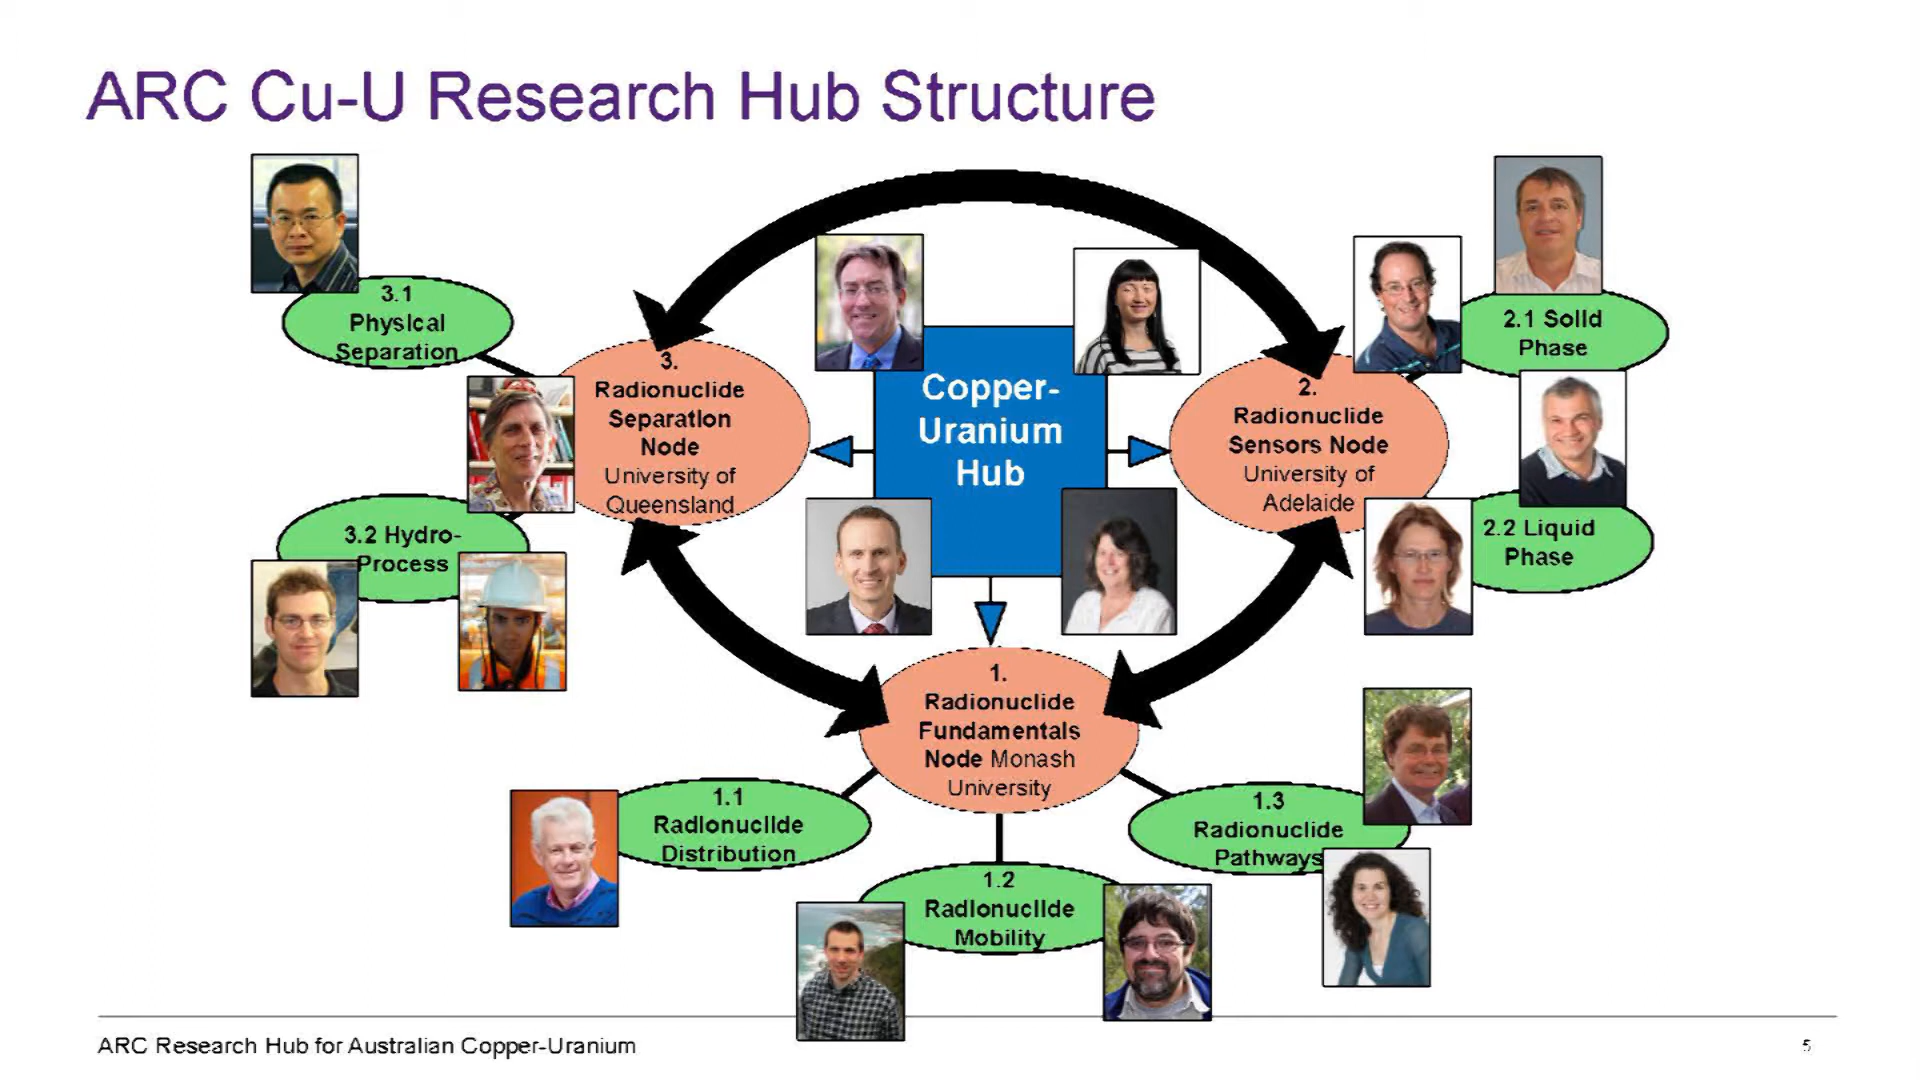 ARC Cu-U Research Hub Structure
3.1
Physical
Separation
3.
Radionuclide
Separation
Node
University of
Queensland
3.2 Hydro-
Process
Copper-
Uranium
Hub
2.
Radionuclide
Sensors Node
University of
Adelaide
2.1 Solid
Phase
2.2 Liquid
Phase
1.
Radionuclide
Fundamentals
Node Monash
University
1.1
Radionuclide
Distribution
1.2
Radionuclide
Mobility
1.3
Radionuclide
Pathways
ARC Research Hub for Australian Copper-Uranium
5